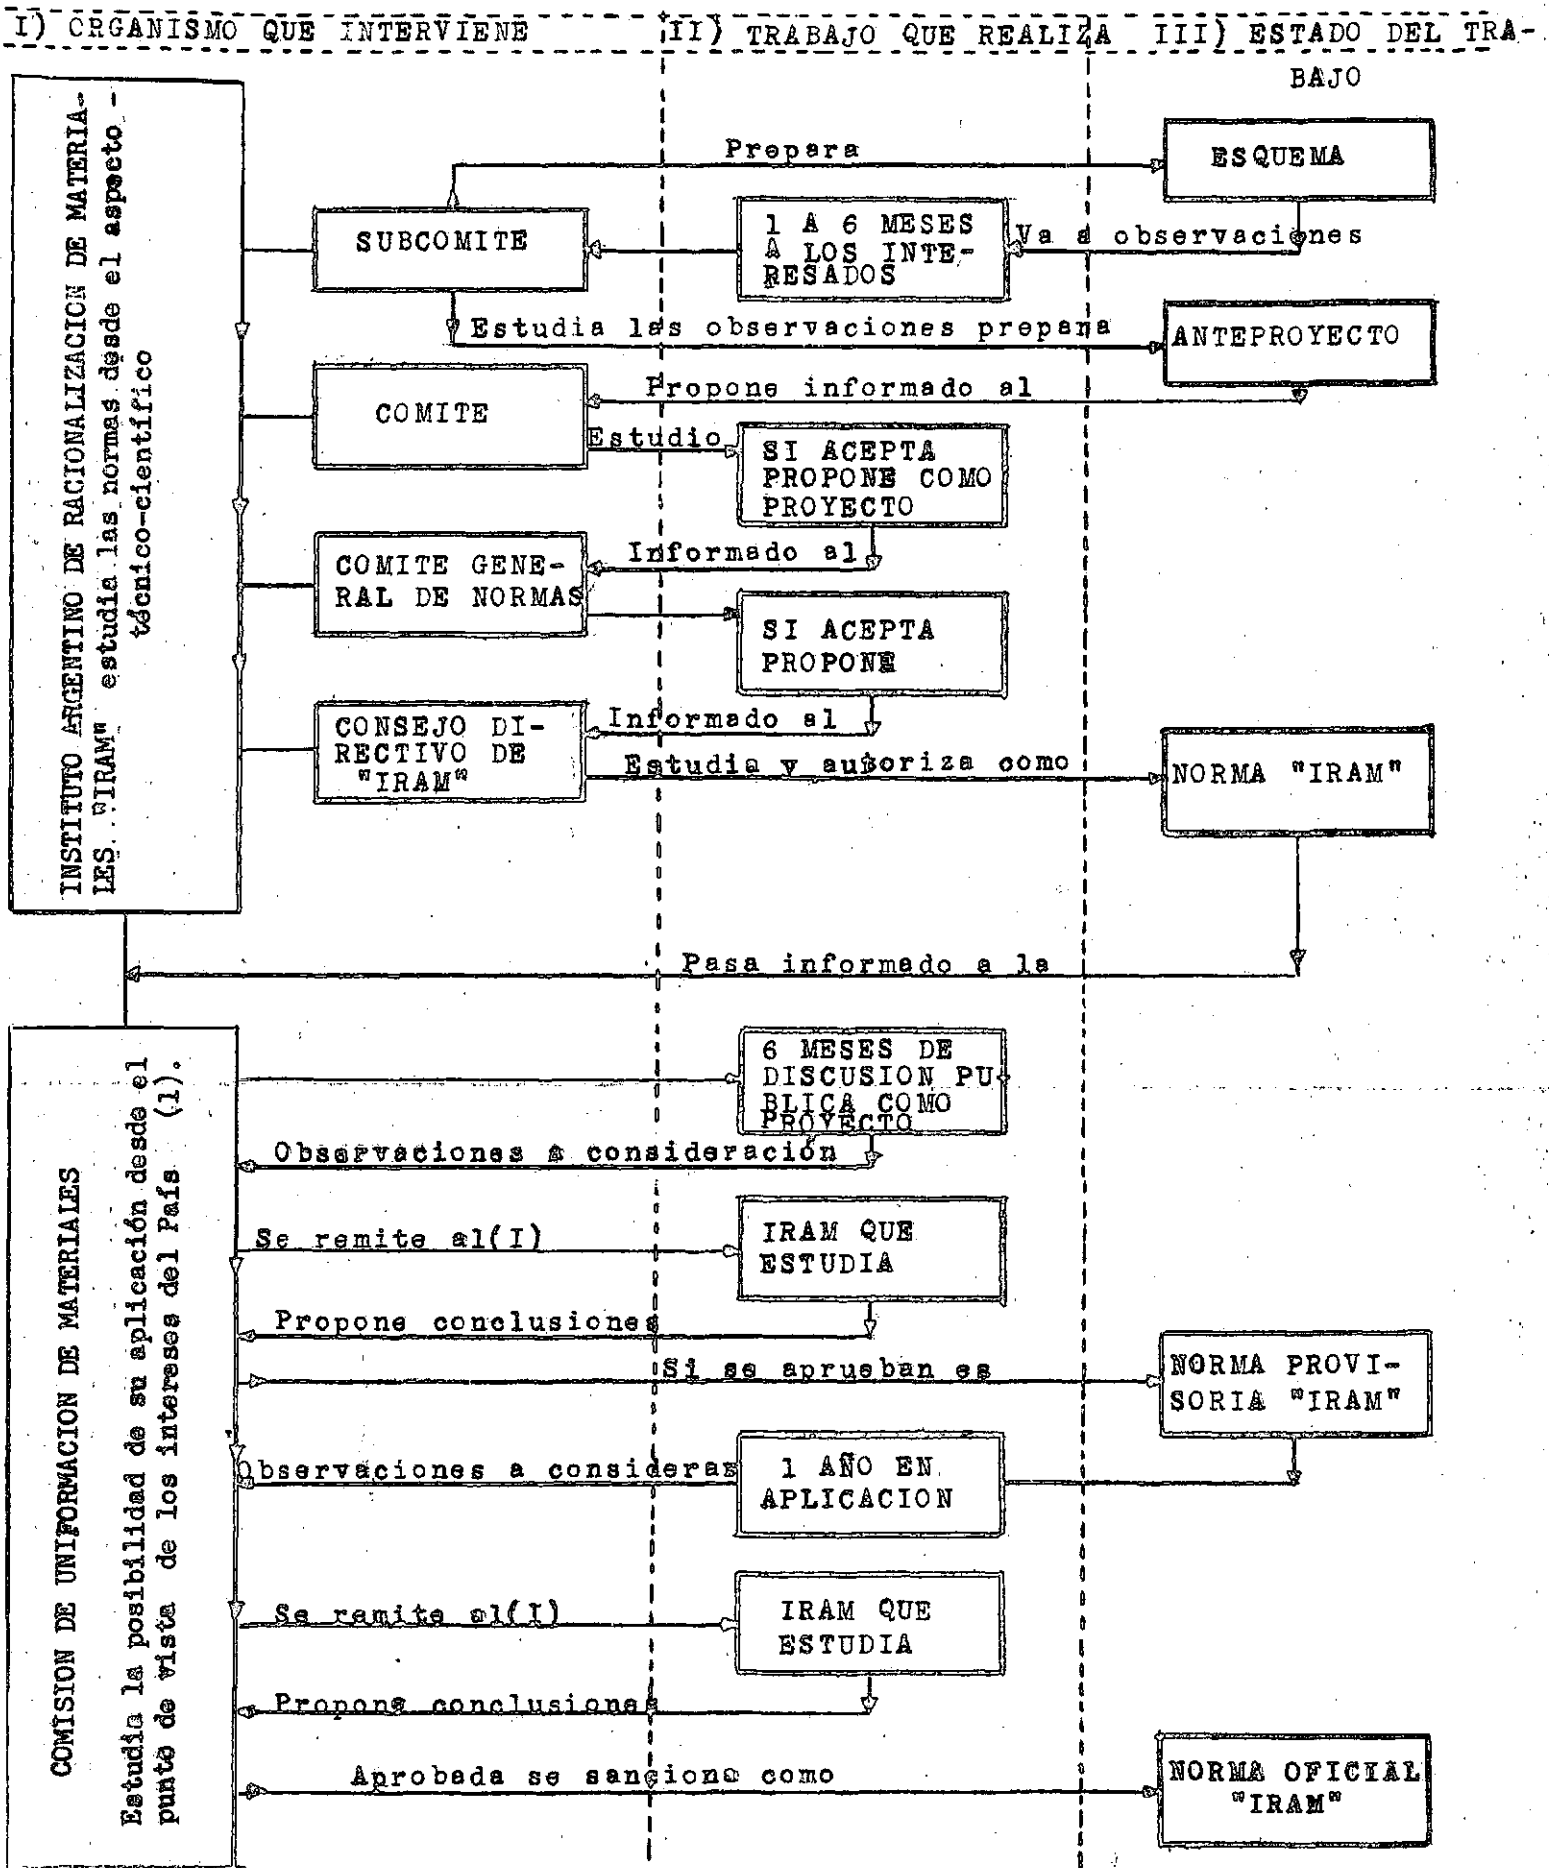 I) ORGANISMO QUE INTERVIENE
II) TRABAJO QUE REALIZA
III) ESTADO DEL TRA-
BAJO
INSTITUTO ARGENTINO DE RACIONALIZACION DE MATERIA-
LES. "IRAM" estudia las normas desde el aspecto -
técnico-científico
Prepara
ESQUEMA
SUBCOMITE
1 A 6 MESES
A LOS INTE-
RESADOS
Va a observaciones
Estudia las observaciones prepara
ANTEPROYECTO
Propone informado al
COMITE
Estudio
SI ACEPTA
PROPONE COMO
PROYECTO
Informado al
COMITE GENE-
RAL DE NORMAS
SI ACEPTA
PROPONE
Informado al
CONSEJO DI-
RECTIVO DE
"IRAM"
Estudia y autoriza como
NORMA "IRAM"
Pasa informado a la
COMISION DE UNIFORMACION DE MATERIALES
Estudia la posibilidad de su aplicación desde el
punto de vista de los intereses del País (1).
6 MESES DE
DISCUSION PU
BLICA COMO
PROYECTO
Observaciones a consideración
Se remite al(I)
IRAM QUE
ESTUDIA
Propone conclusiones
Si se aprueban es
NORMA PROVI-
SORIA "IRAM"
Observaciones a consideras
1 AÑO EN
APLICACION
Se remite al(I)
IRAM QUE
ESTUDIA
Propone conclusiones
Aprobada se sanciona como
NORMA OFICIAL
"IRAM"